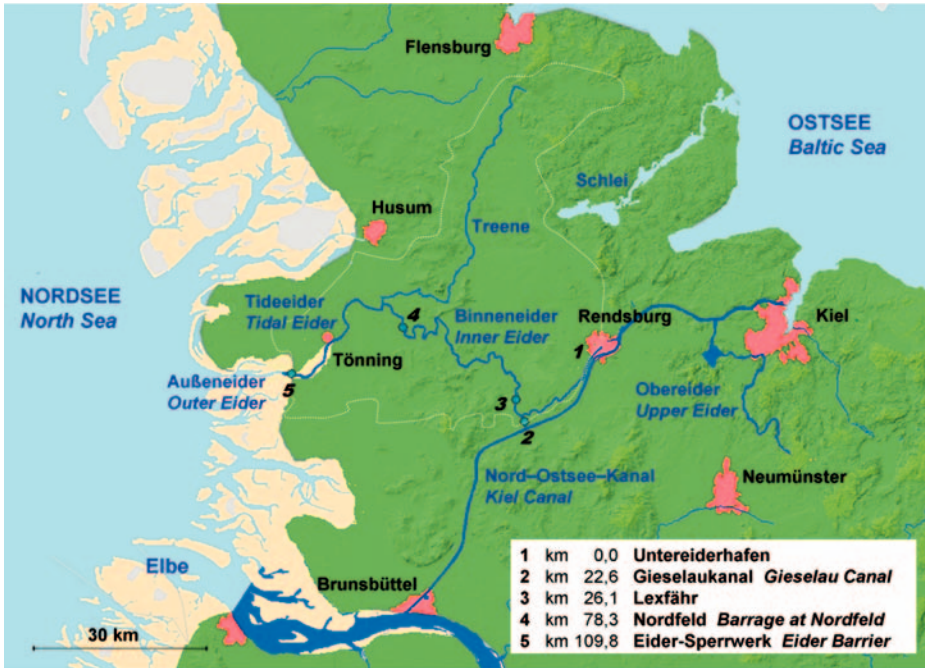 Flensburg
OSTSEE
Baltic Sea
Schlei
Husum
Treene
NORDSEE
North Sea
Tideeider
Tidal Eider
4
Binneneider
Inner Eider
Rendsburg
Kiel
1
Tönning
Außeneider
Outer Eider
5
3
2
Obereider
Upper Eider
Nord–Ostsee–Kanal
Kiel Canal
Neumünster
Elbe
Brunsbüttel
30 km
1 km 0,0 Untereiderhafen
2 km 22,6 Gieselaukanal Gieselau Canal
3 km 26,1 Lexfähr
4 km 78,3 Nordfeld Barrage at Nordfeld
5 km 109,8 Eider-Sperrwerk Eider Barrier